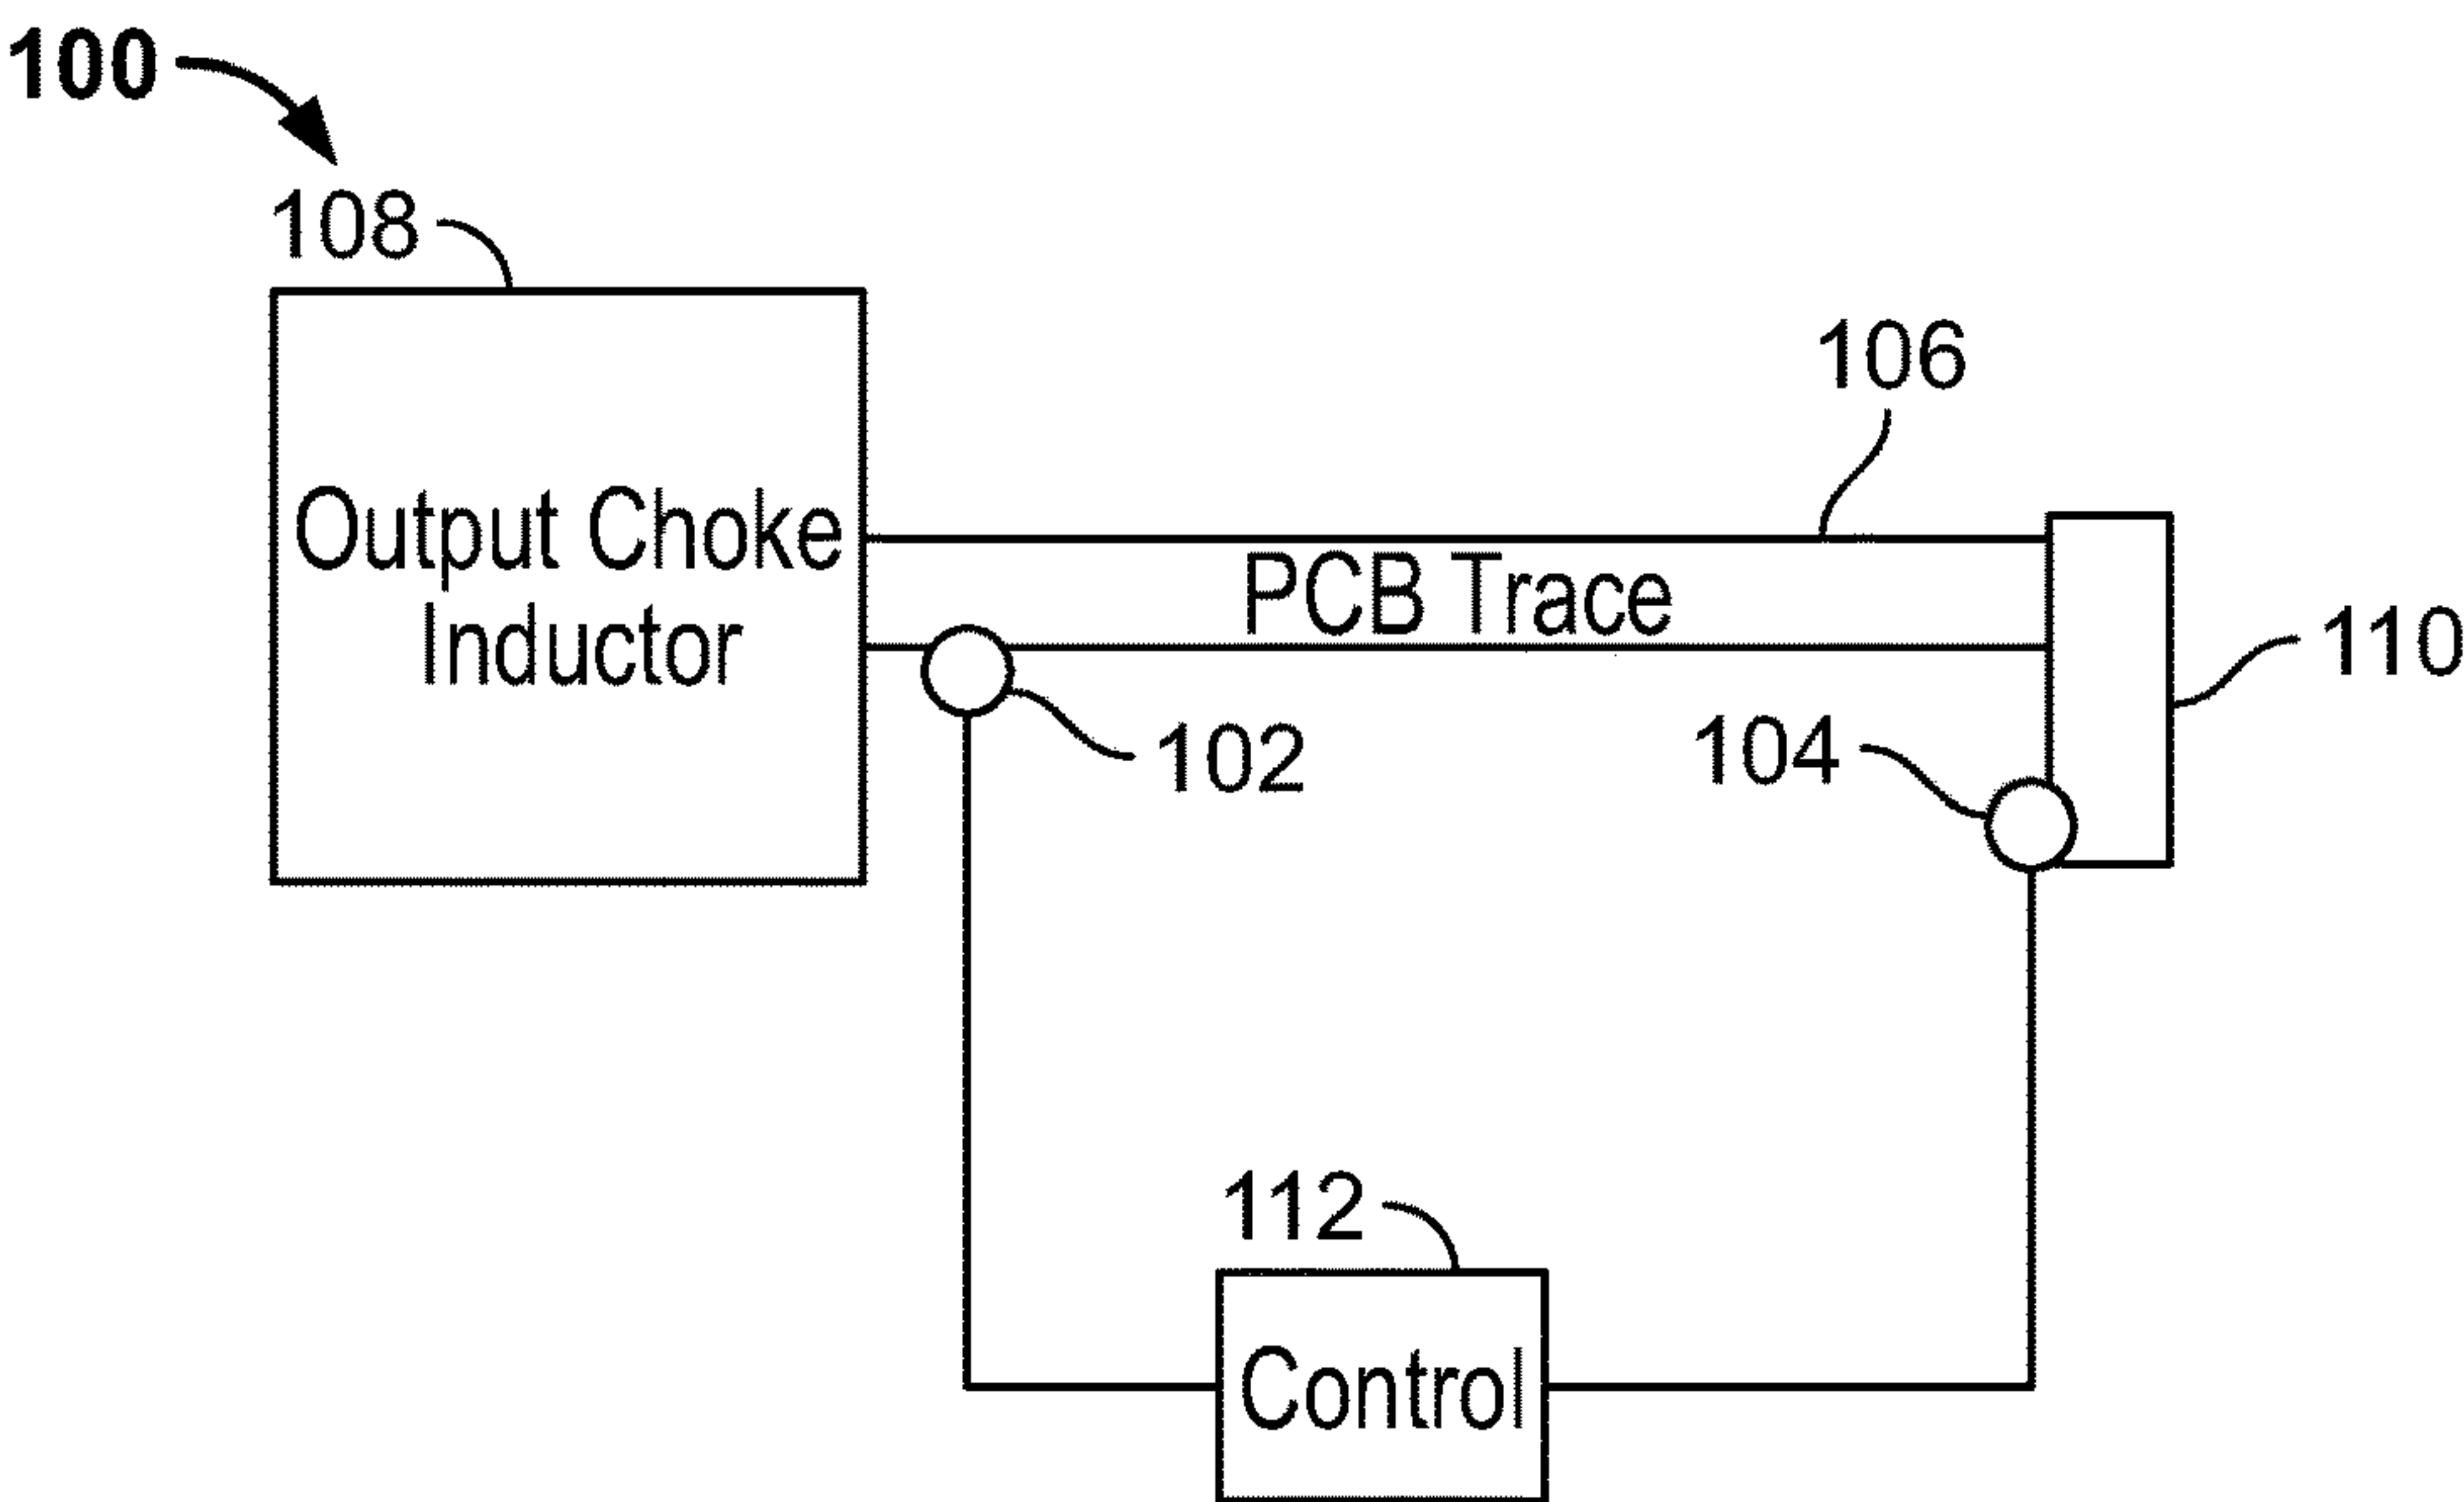 100
108
Output Choke
Inductor
106
PCB Trace
110
102
104
112
Control